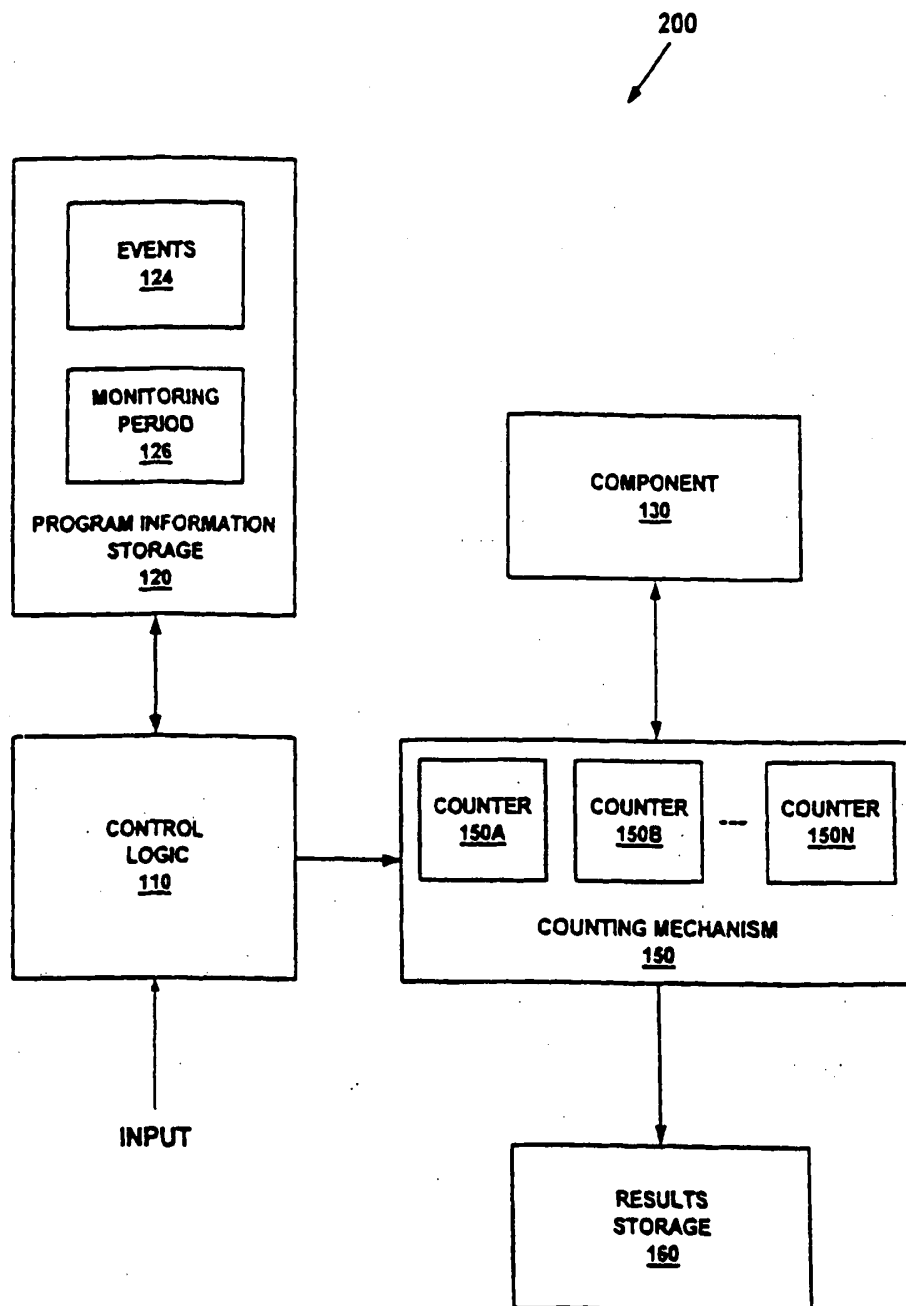 200
EVENTS
124
MONITORING
PERIOD
126
PROGRAM INFORMATION
STORAGE
120
COMPONENT
130
CONTROL
LOGIC
110
COUNTER
150A
COUNTER
150B
---
COUNTER
150N
COUNTING MECHANISM
150
INPUT
RESULTS
STORAGE
160